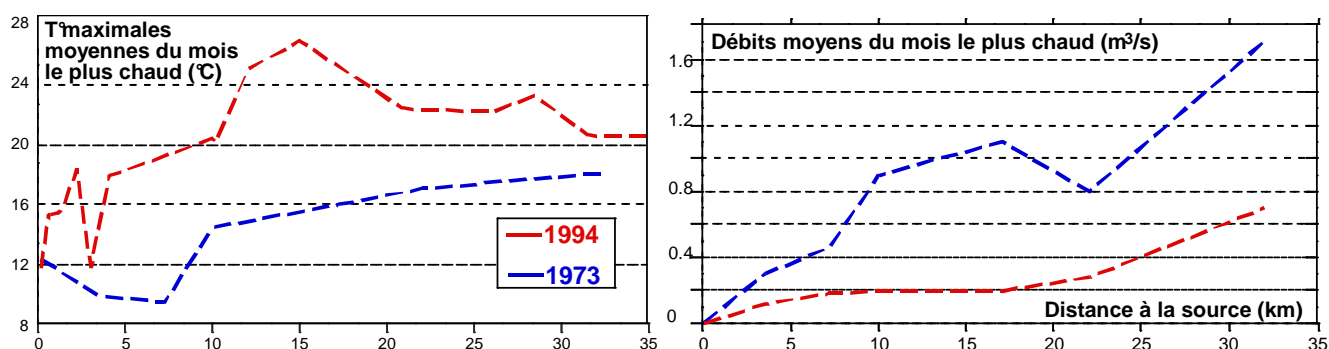 T°maximales
moyennes du mois
le plus chaud (°C)
28
24
20
16
12
8
0 5 10 15 20 25 30 35
1994
1973
Débits moyens du mois le plus chaud (m³/s)
1.6
1.2
0.8
0.4
0
Distance à la source (km)
0 5 10 15 20 25 30 35